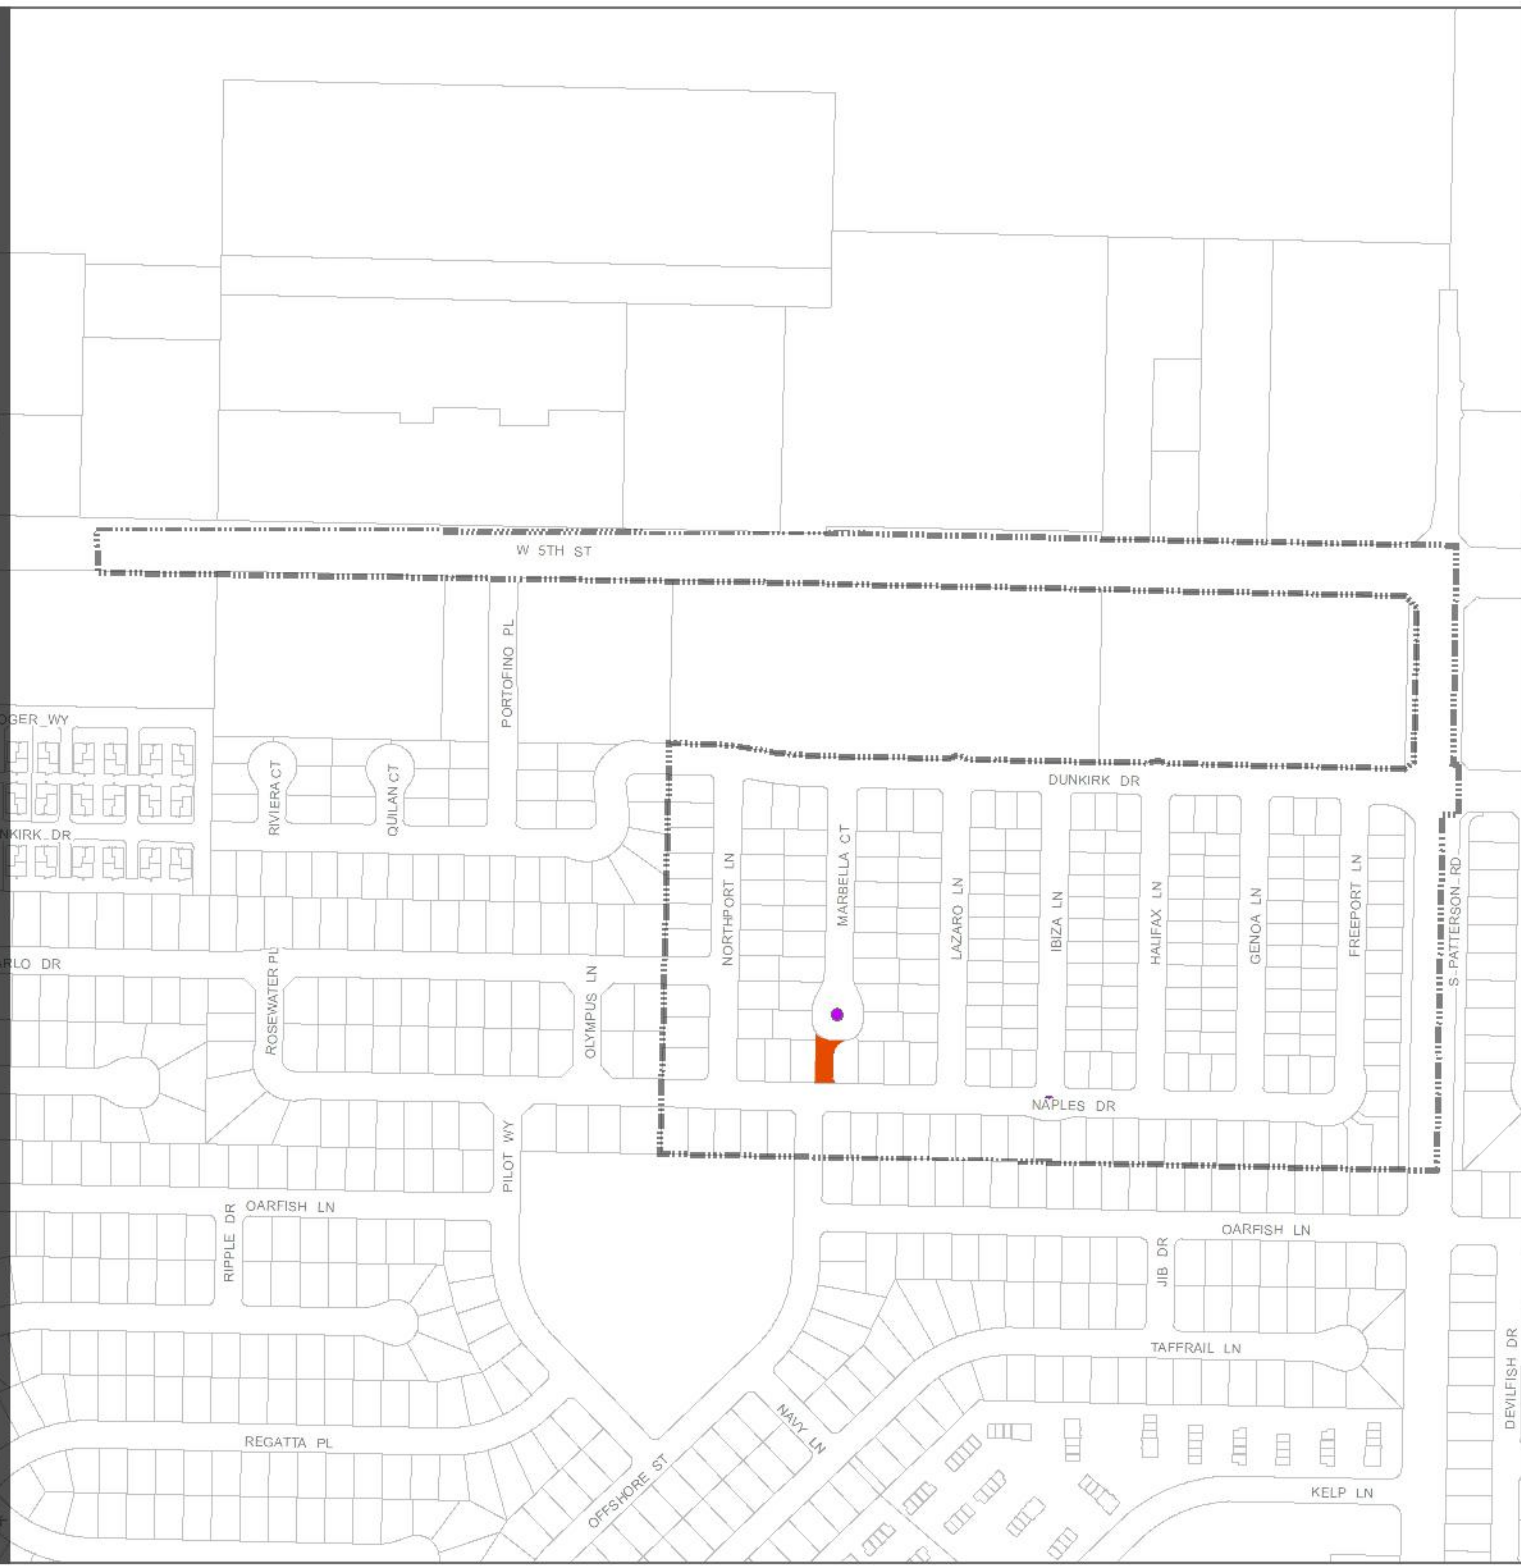 W 5TH ST
PORTOFINO PL
OGER WY
RIVIERA CT
QUILAN CT
DUNKIRK DR
NKIRK DR
MARBELLA CT
NORTHPORT LN
LAZARO LN
IBIZA LN
HALIFAX LN
GENOA LN
FREEPORT LN
S PATTERSON RD
RLO DR
ROSEWATER PL
OLYMPUS LN
NAPLES DR
PILOT WY
OARFISH LN
RIPPLE DR
OARFISH LN
JIB DR
TAFFRAIL LN
DEVILFISH DR
NAVY LN
REGATTA PL
OFFSHORE ST
KELP LN